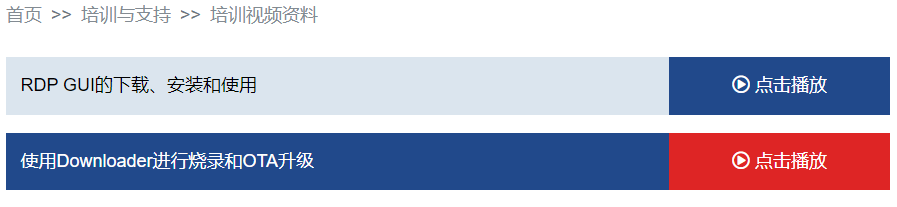 首页 >> 培训与支持 >> 培训视频资料
RDP GUI的下载、安装和使用 点击播放
使用Downloader进行烧录和OTA升级 点击播放